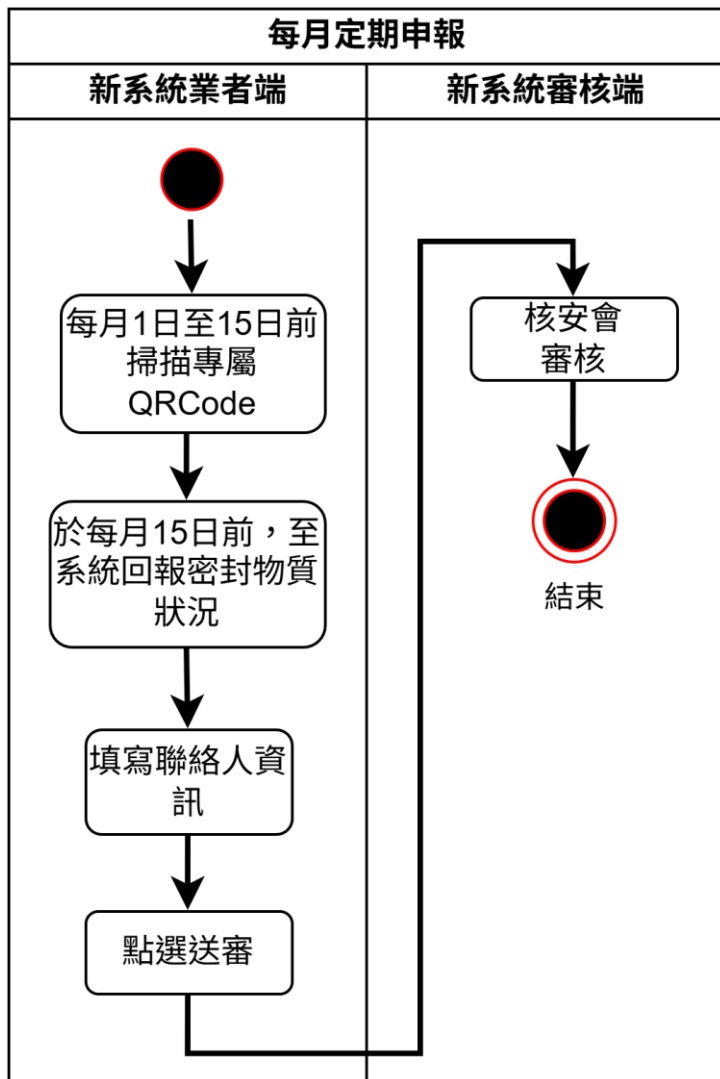 每月定期申報
新系統業者端
新系統審核端
每月1日至15日前
掃描專屬
QRCode
於每月15日前，至
系統回報密封物質
狀況
填寫聯絡人資
訊
點選送審
核安會
審核
結束